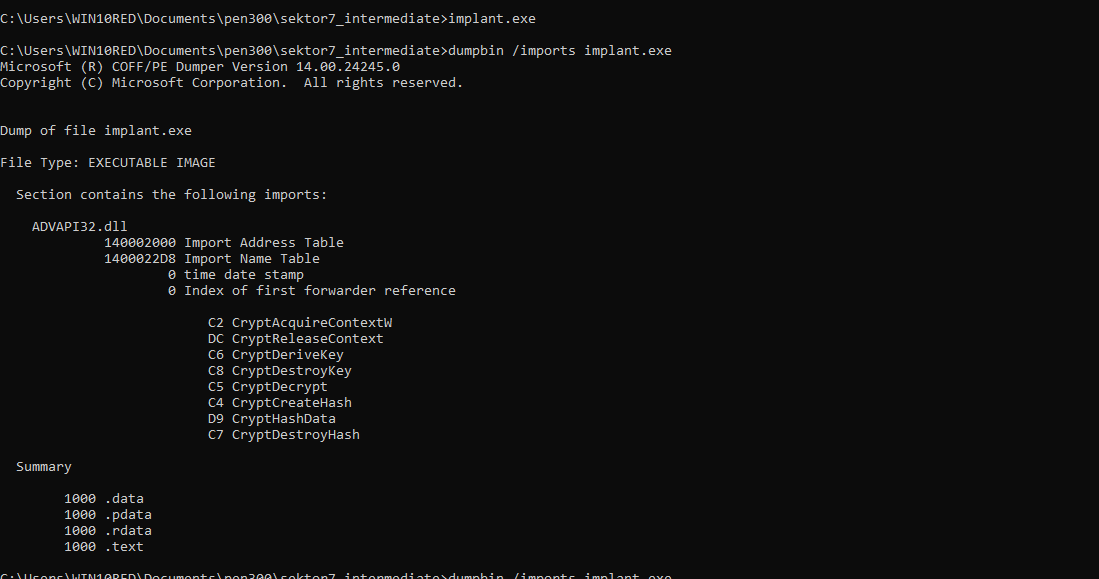 C:\Users\WIN10RED\Documents\pen300\sektor7_intermediate>implant.exe
C:\Users\WIN10RED\Documents\pen300\sektor7_intermediate>dumpbin /imports implant.exe
Microsoft (R) COFF/PE Dumper Version 14.00.24245.0
Copyright (C) Microsoft Corporation.  All rights reserved.
Dump of file implant.exe
File Type: EXECUTABLE IMAGE
Section contains the following imports:
ADVAPI32.dll
140002000 Import Address Table
1400022D8 Import Name Table
0 time date stamp
0 Index of first forwarder reference
C2 CryptAcquireContextW
DC CryptReleaseContext
C6 CryptDeriveKey
C8 CryptDestroyKey
C5 CryptDecrypt
C4 CryptCreateHash
D9 CryptHashData
C7 CryptDestroyHash
Summary
1000 .data
1000 .pdata
1000 .rdata
1000 .text
C:\Users\WIN10RED\Documents\pen300\sektor7_intermediate>dumpbin /imports implant.exe